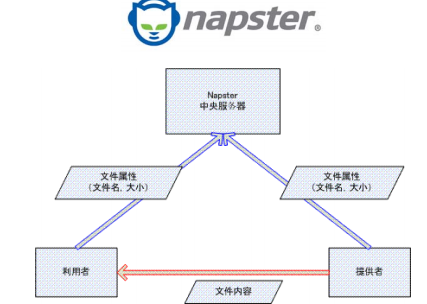 napster.
Napster
中央服务器
文件属性
(文件名, 大小)
文件属性
(文件名, 大小)
利用者
提供者
文件内容